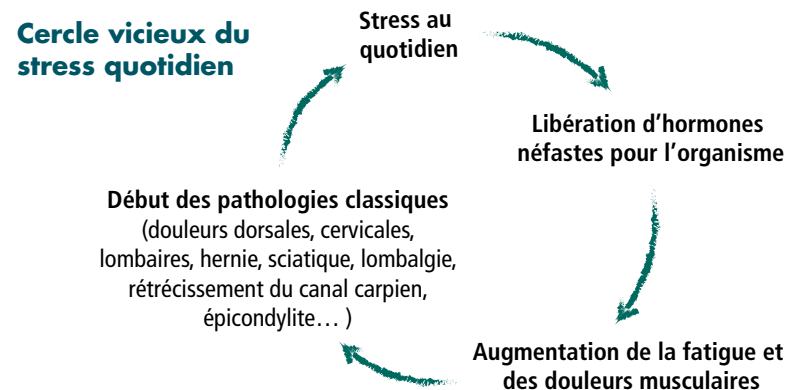 Cercle vicieux du
stress quotidien
Stress au
quotidien
Libération d’hormones
néfastes pour l’organisme
Augmentation de la fatigue et
des douleurs musculaires
Début des pathologies classiques
(douleurs dorsales, cervicales,
lombaires, hernie, sciatique, lombalgie,
rétrécissement du canal carpien,
épicondylite… )